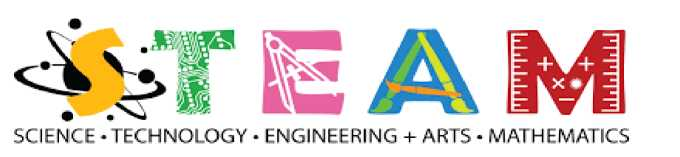 STEAM
SCIENCE • TECHNOLOGY • ENGINEERING + ARTS • MATHEMATICS